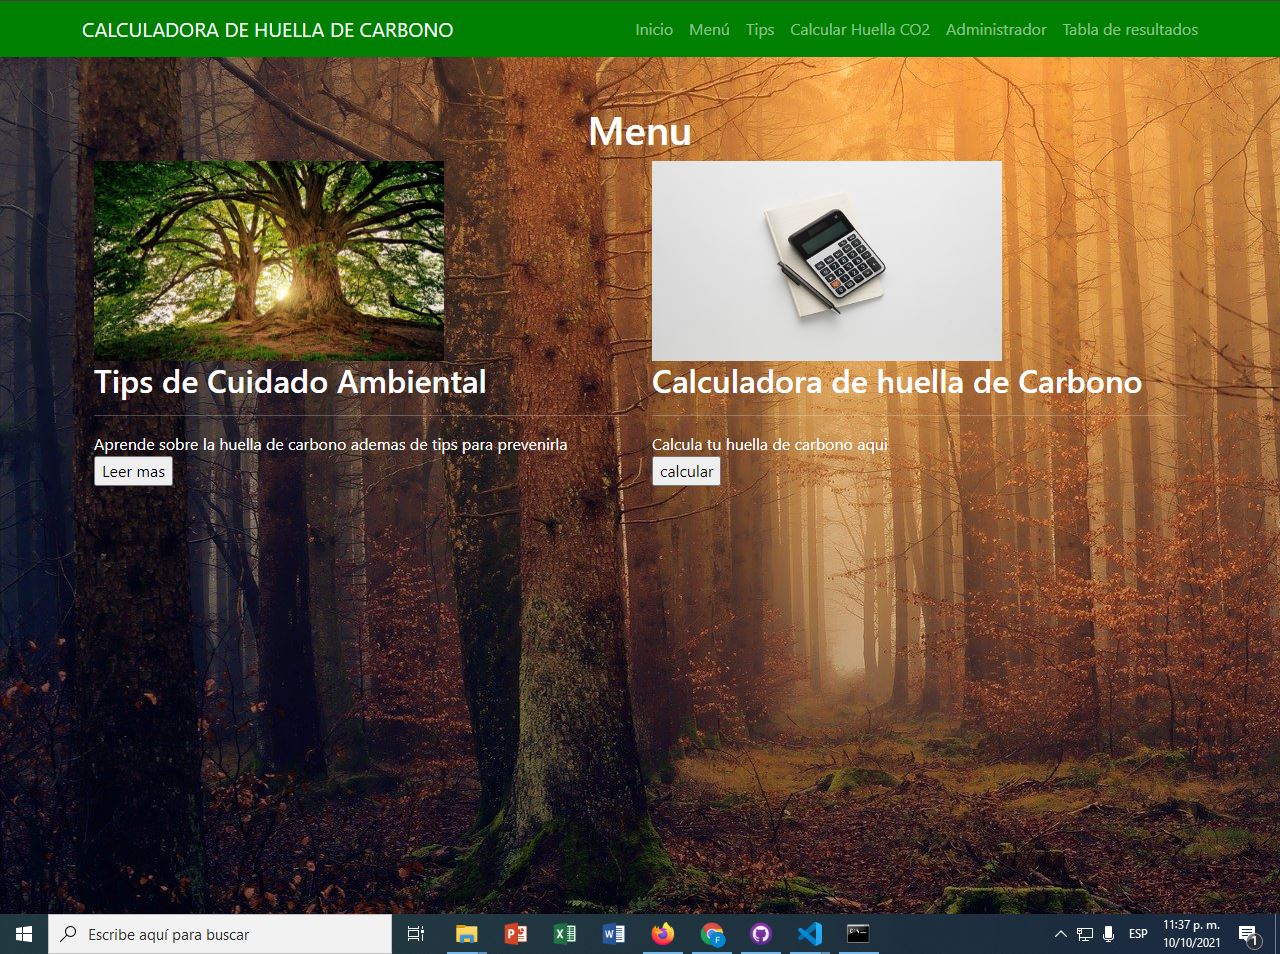 CALCULADORA DE HUELLA DE CARBONO
Inicio Menú Tips Calcular Huella CO2 Administrador Tabla de resultados
Menu
Tips de Cuidado Ambiental
Aprende sobre la huella de carbono ademas de tips para prevenirla
Leer mas
Calculadora de huella de Carbono
Calcula tu huella de carbono aqui
calcular
Escribe aquí para buscar
ESP
11:37 p. m.
10/10/2021
1